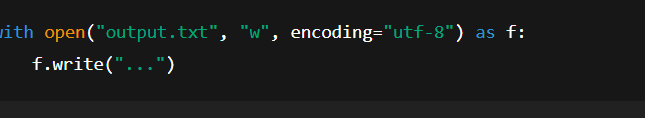 with open("output.txt", "w", encoding="utf-8") as f:
    f.write("...")